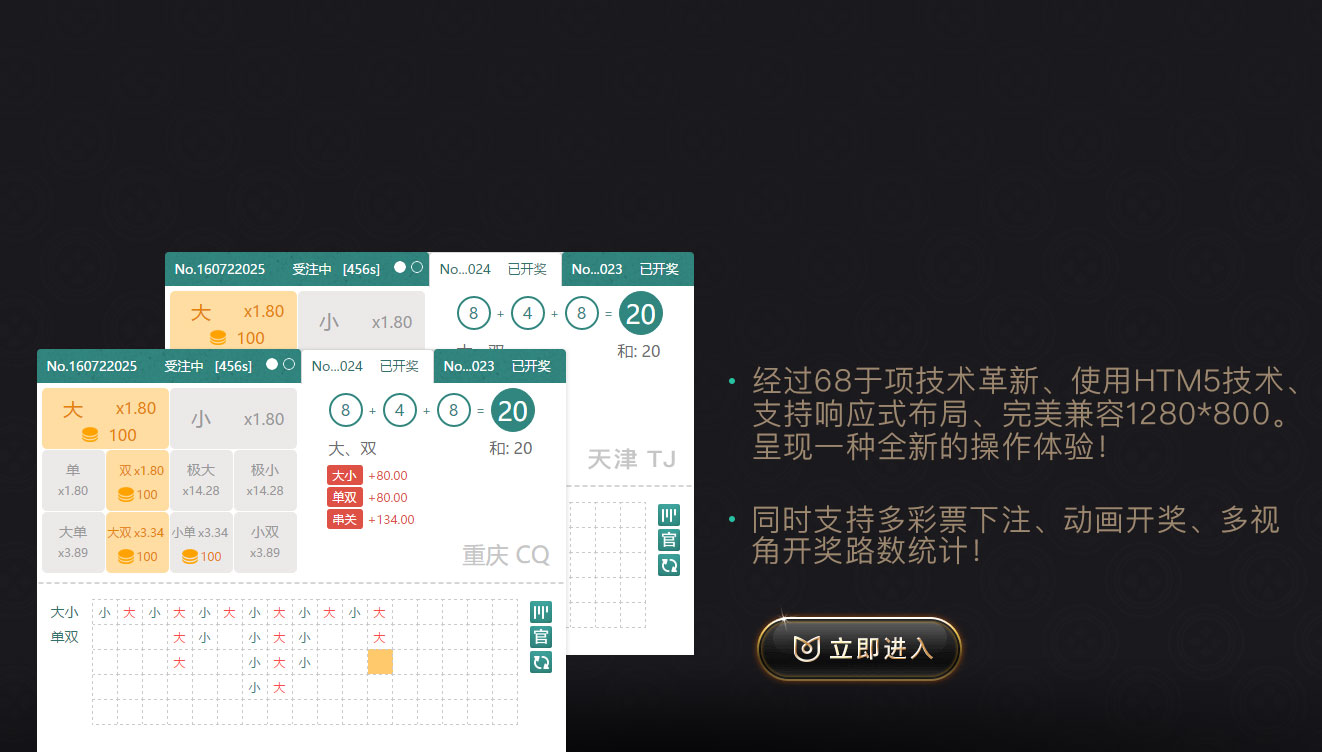 No.160722025 受注中 [456s] No...024 已开奖 No...023 已开奖
大 x1.80 小 x1.80
100
8 + 4 + 8 = 20
和: 20
天津 TJ
官
No.160722025 受注中 [456s] No...024 已开奖 No...023 已开奖
大 x1.80 小 x1.80
100
8 + 4 + 8 = 20
大、双 和: 20
单 双 x1.80 极大 极小
x1.80 100 x14.28 x14.28
大小 +80.00
单双 +80.00
串关 +134.00
大单 大双 x3.34 小单 x3.34 小双
x3.89 100 100 x3.89
重庆 CQ
大小 小 大 小 大 小 大 小 大 小 大 小 大
单双 大 小 小 大 小 大
官
大 小 大 小
小 大
经过68于项技术革新、使用HTM5技术、
支持响应式布局、完美兼容1280*800。
呈现一种全新的操作体验！
同时支持多彩票下注、动画开奖、多视
角开奖路数统计！
立即进入